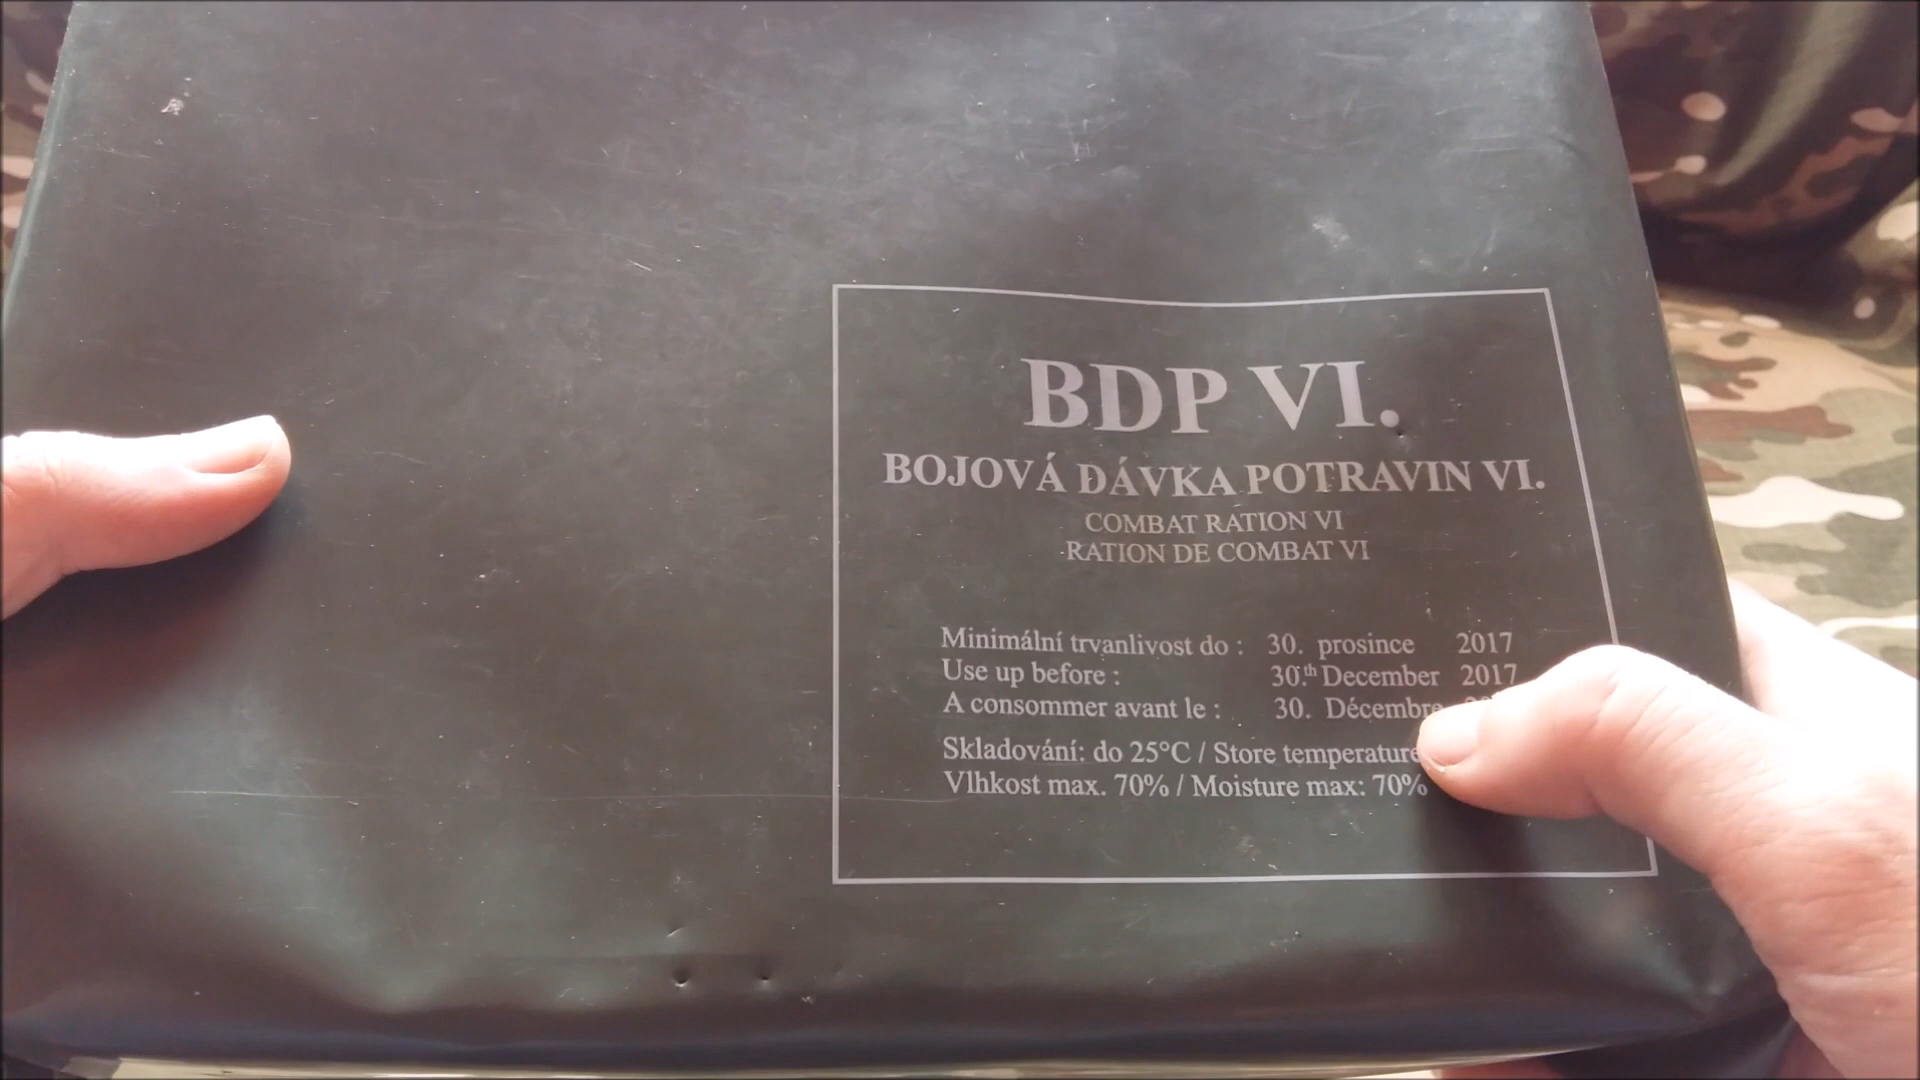 BDP VI.
BOJOVÁ DÁVKA POTRAVIN VI.
COMBAT RATION VI
RATION DE COMBAT VI
Minimální trvanlivost do : 30. prosince 2017
Use up before : 30.th December 2017
A consommer avant le : 30. Décembre
Skladování: do 25°C / Store temperature
Vlhkost max. 70% / Moisture max: 70%